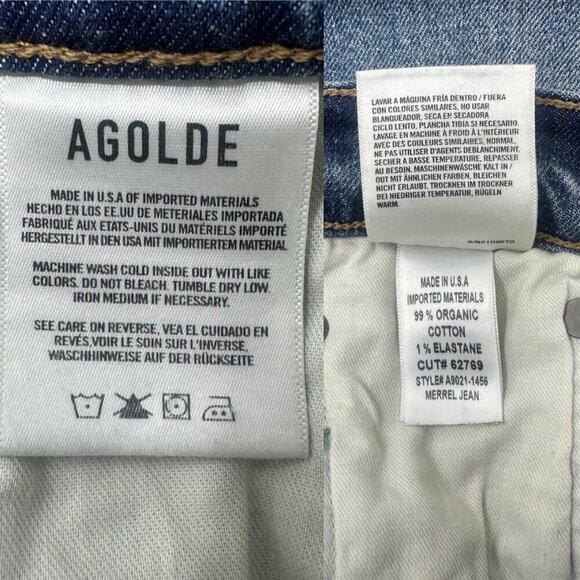 AGOLDE
MADE IN U.S.A OF IMPORTED MATERIALS
HECHO EN LOS EE.UU DE METERIALES IMPORTADA
FABRIQUÉ AUX ETATS-UNIS DU MATÉRIELS IMPORTÉ
HERGESTELLT IN DEN USA MIT IMPORTIERTEM MATERIAL
MACHINE WASH COLD INSIDE OUT WITH LIKE
COLORS. DO NOT BLEACH. TUMBLE DRY LOW.
IRON MEDIUM IF NECESSARY.
SEE CARE ON REVERSE, VEA EL CUIDADO EN
REVÉS,VOIR LE SOIN SUR L'INVERSE,
WASCHHINWEISE AUF DER RÜCKSEITE
LAVAR A MÁQUINA FRÍA DENTRO / FUERA
CON COLORES SIMILARES, NO USAR
BLANQUEADOR, SECA EN SECADORA
CICLO LENTO, PLANCHA TIBIA SI NECESARIO.
LAVAGE EN MACHINE À FROID À L'INTÉRIEUR
AVEC DES COULEURS SIMILAIRES, NORMAL,
NE PAS UTILISER D'AGENTS DEBLANCHIMENT.
SECHER A BASSE TEMPERATURE, REPASSER
AU BESOIN. MASCHINENWÄSCHE KALT IN /
OUT MIT ÄHNLICHEN FARBEN, BLEICHEN
NICHT ERLAUBT, TROCKNEN IM TROCKNER
BEI NIEDRIGER TEMPERATUR, BÜGELN
WARM.
R/N#109670
MADE IN U.S.A
IMPORTED MATERIALS
99 % ORGANIC
COTTON
1 % ELASTANE
CUT# 62769
STYLE# A9021-1456
MERREL JEAN